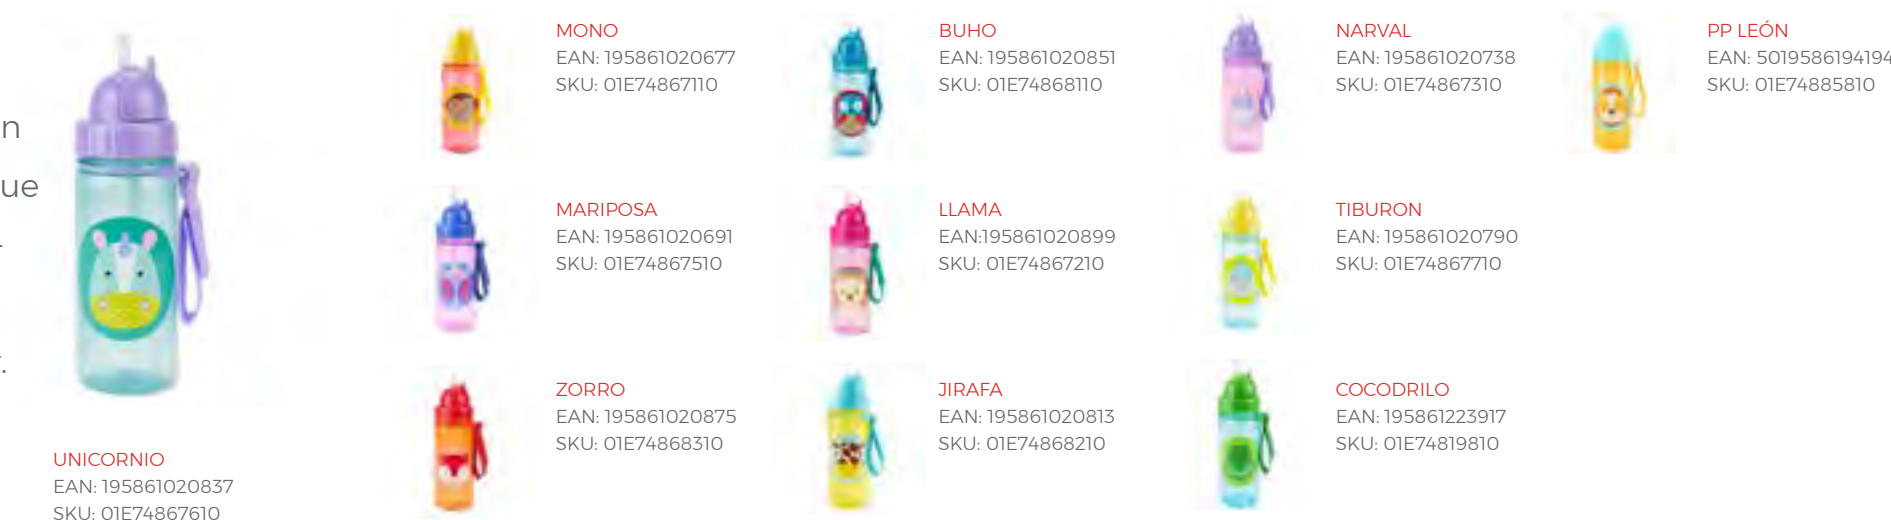 n
ue
UNICORNIO
EAN: 195861020837
SKU: 01E74867610
MONO
EAN: 195861020677
SKU: 01E74867110
MARIPOSA
EAN: 195861020691
SKU: 01E74867510
ZORRO
EAN: 195861020875
SKU: 01E74868310
BUHO
EAN: 195861020851
SKU: 01E74868110
LLAMA
EAN:195861020899
SKU: 01E74867210
JIRAFA
EAN: 195861020813
SKU: 01E74868210
NARVAL
EAN: 195861020738
SKU: 01E74867310
TIBURON
EAN: 195861020790
SKU: 01E74867710
COCODRILO
EAN: 195861223917
SKU: 01E74819810
PP LEÓN
EAN: 5019586194194
SKU: 01E74885810